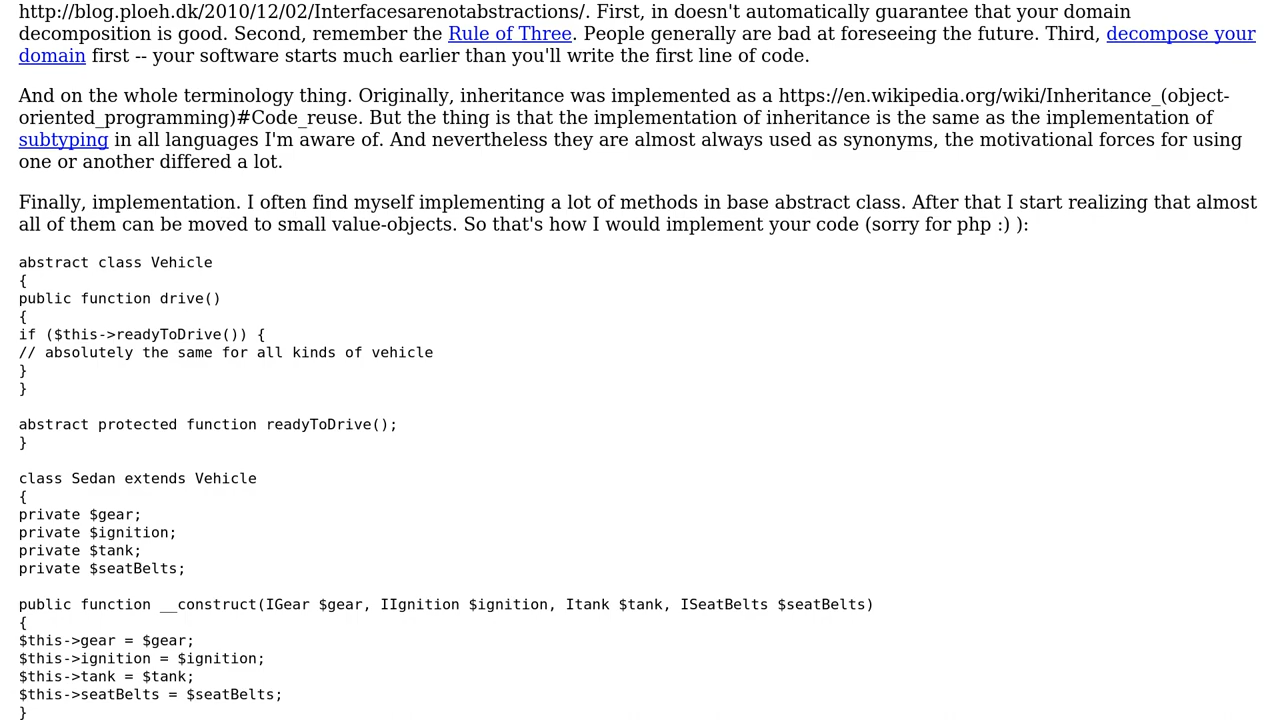 http://blog.ploeh.dk/2010/12/02/Interfacesarenotabstractions/. First, in doesn't automatically guarantee that your domain
decomposition is good. Second, remember the Rule of Three. People generally are bad at foreseeing the future. Third, decompose your
domain first -- your software starts much earlier than you'll write the first line of code.
And on the whole terminology thing. Originally, inheritance was implemented as a https://en.wikipedia.org/wiki/Inheritance_(object-
oriented_programming)#Code_reuse. But the thing is that the implementation of inheritance is the same as the implementation of
subtyping in all languages I'm aware of. And nevertheless they are almost always used as synonyms, the motivational forces for using
one or another differed a lot.
Finally, implementation. I often find myself implementing a lot of methods in base abstract class. After that I start realizing that almost
all of them can be moved to small value-objects. So that's how I would implement your code (sorry for php :) ):
abstract class Vehicle
{
public function drive()
{
if ($this->readyToDrive()) {
// absolutely the same for all kinds of vehicle
}
}
abstract protected function readyToDrive();
}
class Sedan extends Vehicle
{
private $gear;
private $ignition;
private $tank;
private $seatBelts;
public function __construct(IGear $gear, IIgnition $ignition, Itank $tank, ISeatBelts $seatBelts)
{
$this->gear = $gear;
$this->ignition = $ignition;
$this->tank = $tank;
$this->seatBelts = $seatBelts;
}